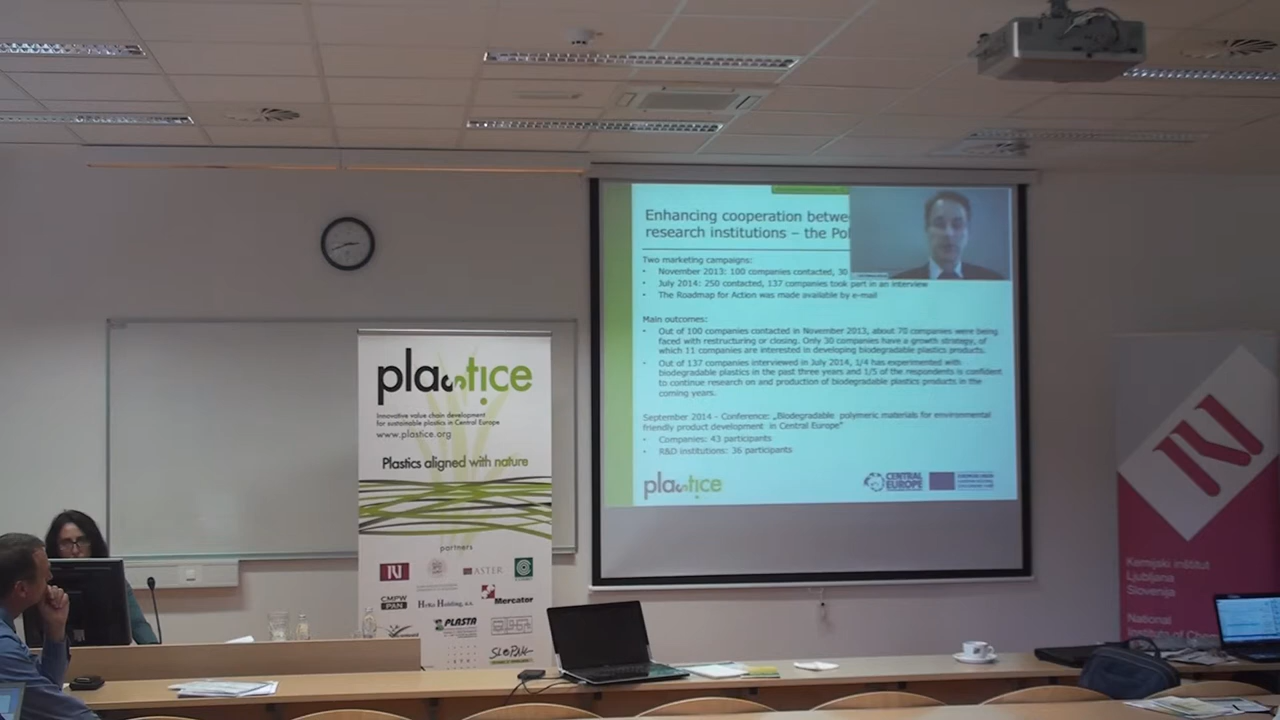 Enhancing cooperation betwe
research institutions – the Pol
Two marketing campaigns:
• November 2013: 100 companies contacted, 30
• July 2014: 250 contacted, 137 companies took part in an interview
• The Roadmap for Action was made available by e-mail
Main outcomes:
• Out of 100 companies contacted in November 2013, about 70 companies were being
faced with restructuring or closing. Only 30 companies have a growth strategy, of
which 11 companies are interested in developing biodegradable plastics products.
• Out of 137 companies interviewed in July 2014, 1/4 has experimented with
biodegradable plastics in the past three years and 1/5 of the respondents is confident
to continue research on and production of biodegradable plastics products in the
coming years.
September 2014 - Conference: „Biodegradable polymeric materials for environmental
friendly product development in Central Europe"
• Companies: 43 participants
• R&D institutions: 36 participants
plastice
CENTRAL
EUROPE
plastice
Innovative value chain development
for sustainable plastics in Central Europe
www.plastice.org
Plastics aligned with nature
partners
ASTER
CMPW
PAN
HeKo Holding, a.s.
Mercator
PLASTA
Kemijski inštitut
Ljubljana
Slovenija
National
Institute of Chem